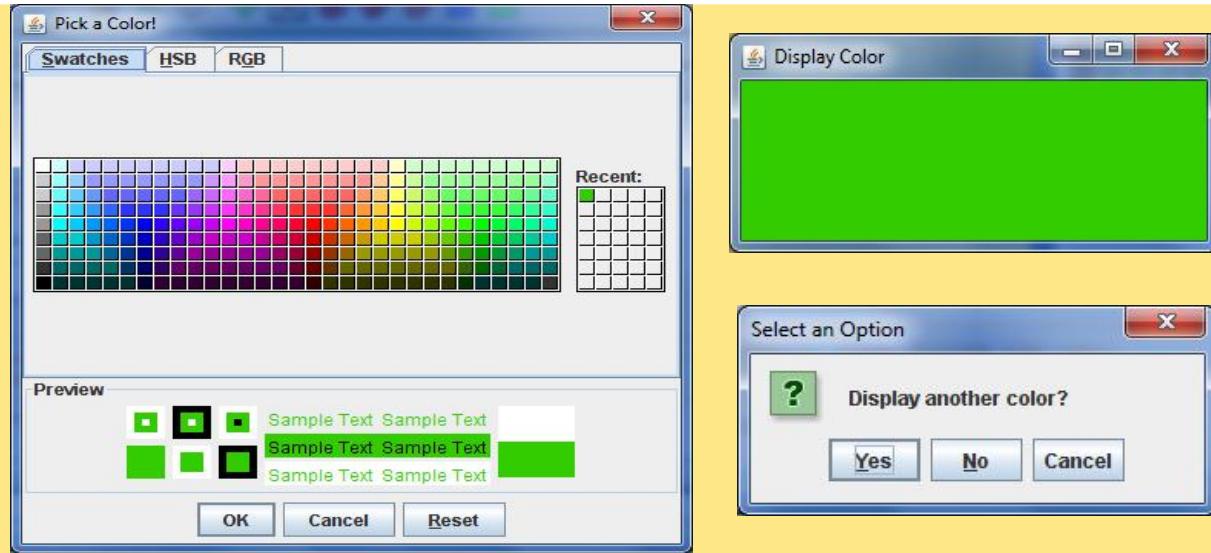 Pick a Color!
Swatches HSB RGB
Recent:
Preview
Sample Text Sample Text
Sample Text Sample Text
Sample Text Sample Text
OK Cancel Reset
Display Color
Select an Option
?
Display another color?
Yes No Cancel